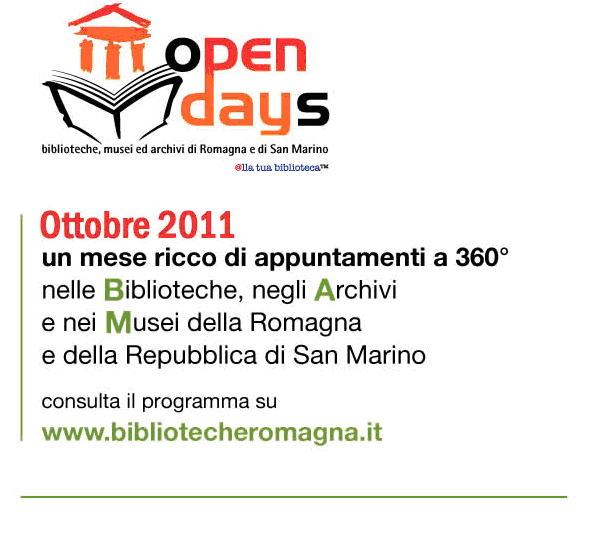 open
days
biblioteche, musei ed archivi di Romagna e di San Marino
@lla tua biblioteca™
Ottobre 2011
un mese ricco di appuntamenti a 360°
nelle Biblioteche, negli Archivi
e nei Musei della Romagna
e della Repubblica di San Marino
consulta il programma su
www.bibliotecheromagna.it